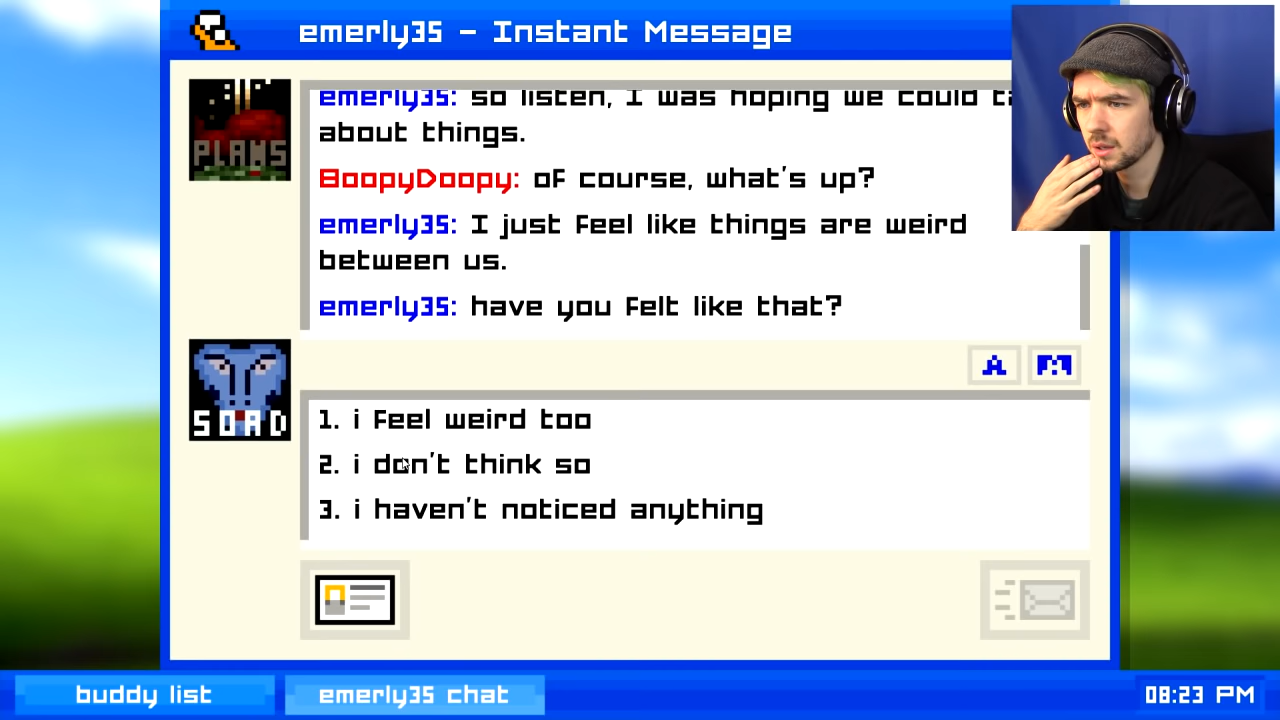 emerly35 - Instant Message
emerly35: so listen, I was hoping we could
about things.
BoopyDoopy: of course, what's up?
emerly35: I just feel like things are weird
between us.
emerly35: have you felt like that?
PLANS
SOAD
A
1. i feel weird too
2. i don't think so
3. i haven't noticed anything
buddy list
emerly35 chat
08:23 PM